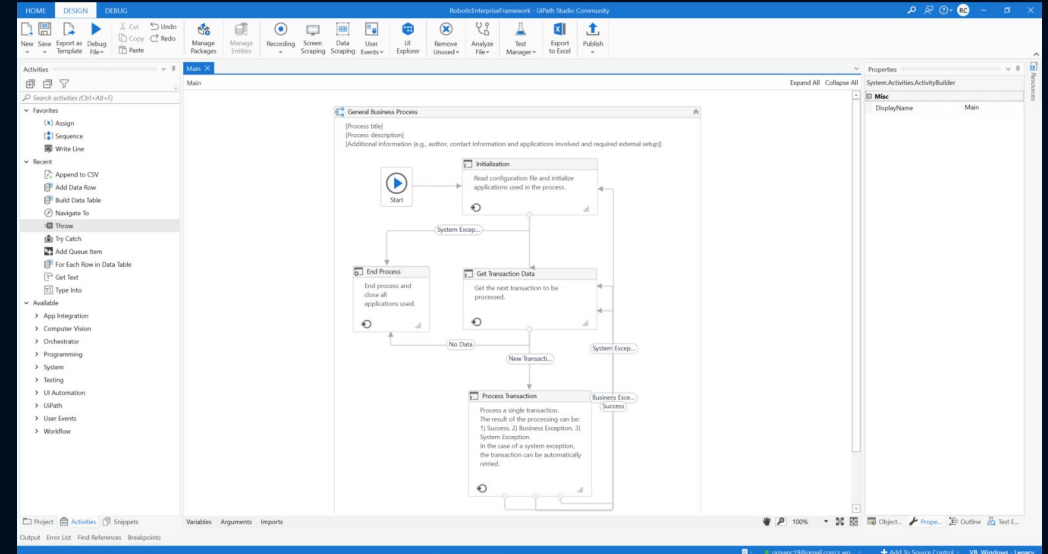 HOME DESIGN DEBUG
RoboticEnterpriseFramework - UiPath Studio Community
RC
New Save Export as Template Debug File
Cut Copy Paste
Undo Redo
Manage Packages
Manage Entities
Recording
Screen Scraping
Data Scraping
User Events
UI Explorer
Remove Unused
Analyze File
Test Manager
Export to Excel
Publish
Activities
Search activities (Ctrl+Alt+F)
Favorites
Assign
Sequence
Write Line
Recent
Append to CSV
Add Data Row
Build Data Table
Navigate To
Throw
Try Catch
Add Queue Item
For Each Row in Data Table
Get Text
Type Into
Available
App Integration
Computer Vision
Orchestrator
Programming
System
Testing
UI Automation
UiPath
User Events
Workflow
Main
Main
Expand All Collapse All
General Business Process
[Process title]
[Process description]
[Additional information (e.g., author, contact information and applications involved and required external setup)]
Start
Initialization
Read configuration file and initialize
applications used in the process.
System Excep...
End Process
End process and
close all
applications used.
Get Transaction Data
Get the next transaction to be
processed.
No Data
New Transacti...
System Excep...
Process Transaction
Process a single transaction.
The result of the processing can be:
1) Success, 2) Business Exception, 3)
System Exception.
In the case of a system exception,
the transaction can be automatically
retried.
Business Exce...
Success
Properties
System.Activities.ActivityBuilder
Misc
DisplayName Main
Resources
Project Activities Snippets
Variables Arguments Imports
100%
Object... Prope... Outline Test E...
Output Error List Find References Breakpoints
+ Add To Source Control VB, Windows - Legacy